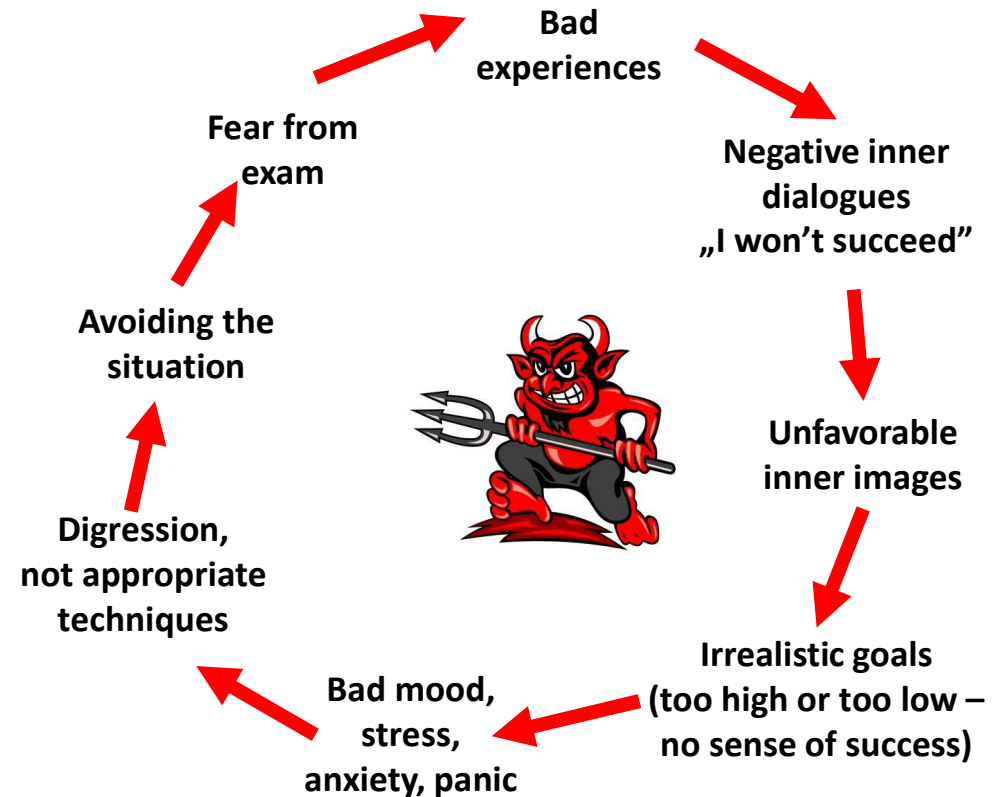 Bad
experiences
Negative inner
dialogues
„I won’t succeed”
Unfavorable
inner images
Irrealistic goals
(too high or too low –
no sense of success)
Bad mood,
stress,
anxiety, panic
Digression,
not appropriate
techniques
Avoiding the
situation
Fear from
exam